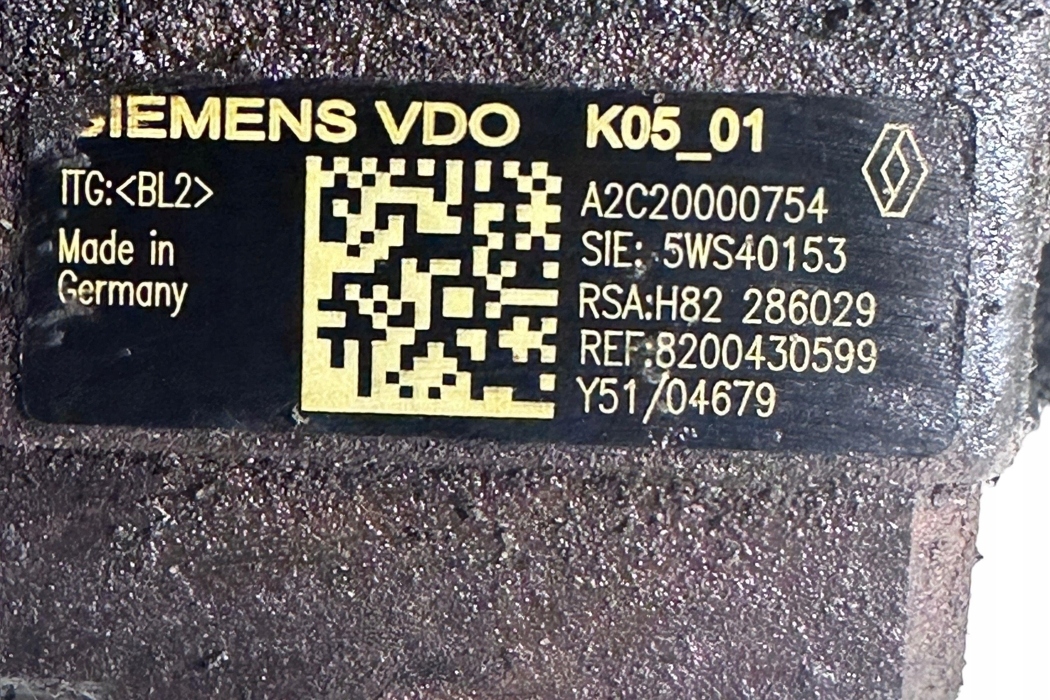 SIEMENS VDO K05_01
ITG:<BL2>
Made in
Germany
A2C20000754
SIE: 5WS40153
RSA:H82 286029
REF:8200430599
Y51/04679